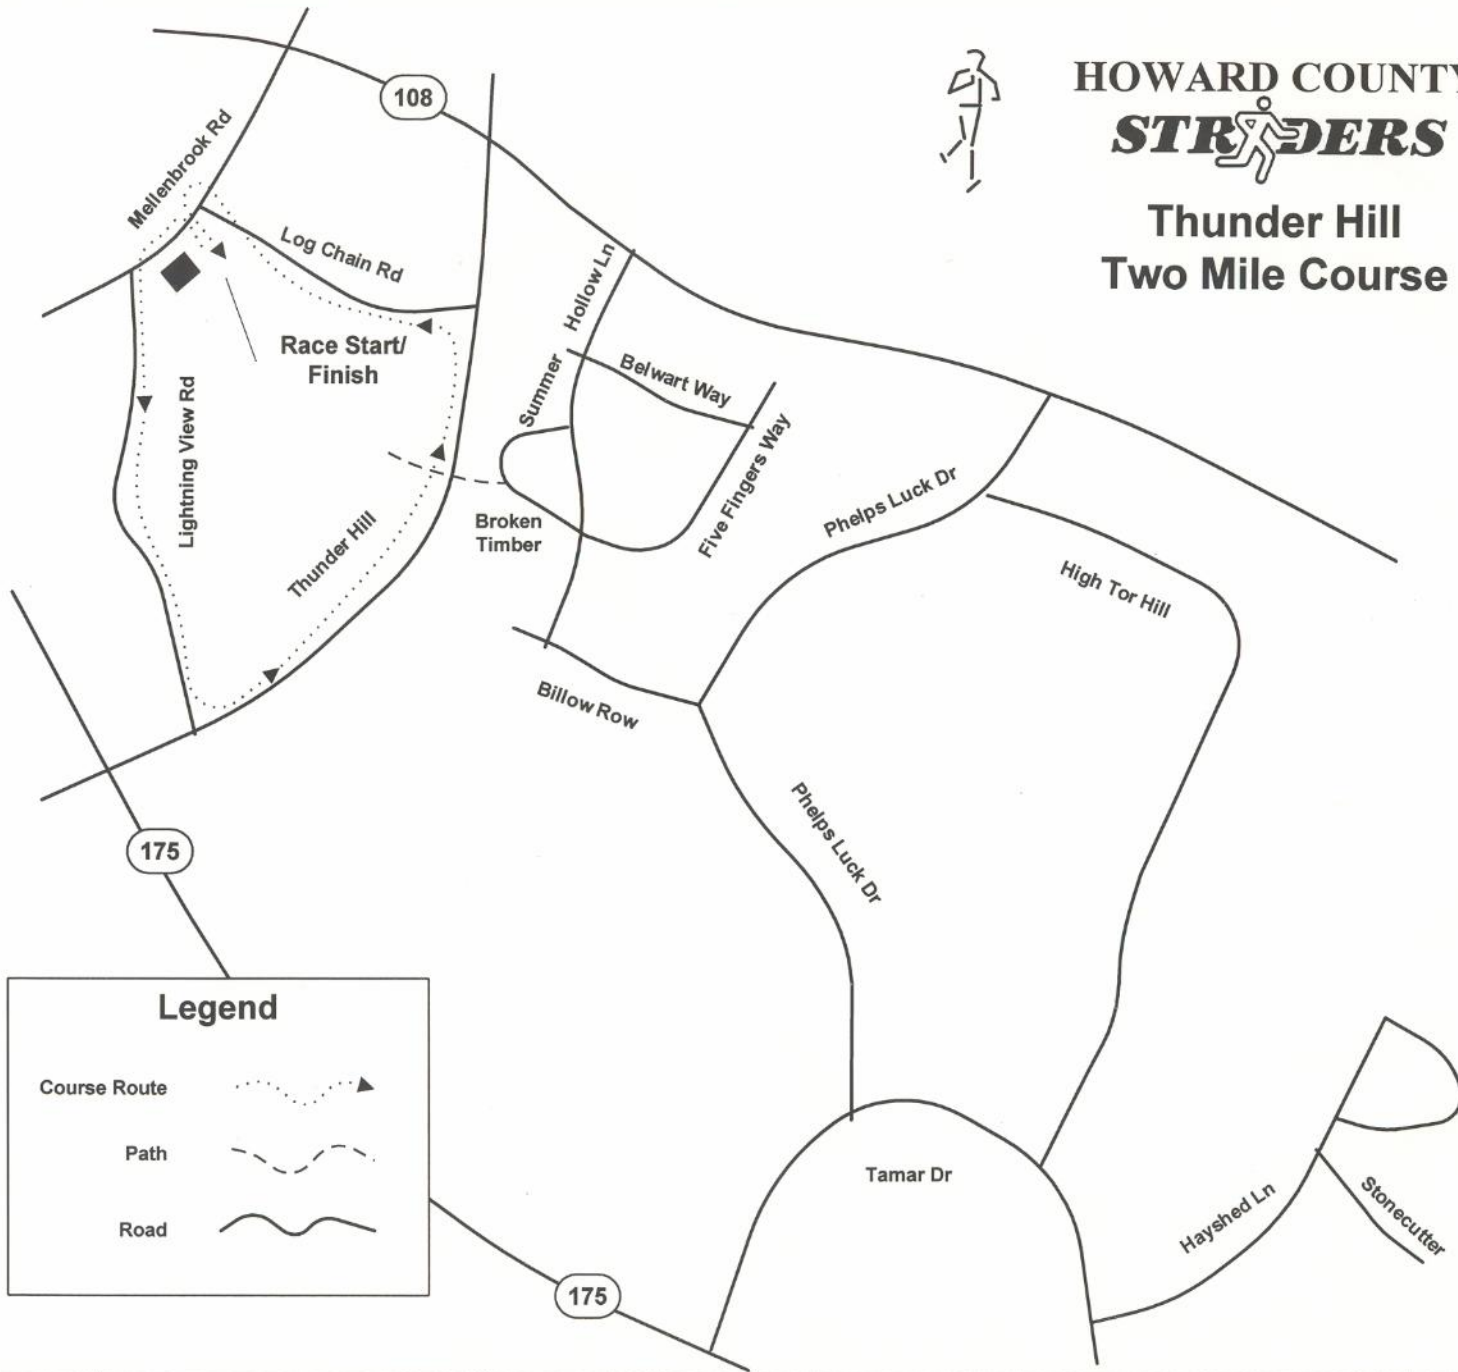 HOWARD COUNTY
STRIDERS
Thunder Hill
Two Mile Course
108
Mellenbrook Rd
Log Chain Rd
Race Start/
Finish
Summer Hollow Ln
Belwart Way
Five Fingers Way
Lightning View Rd
Thunder Hill
Broken
Timber
Phelps Luck Dr
High Tor Hill
Billow Row
Phelps Luck Dr
175
Legend
Course Route
Path
Road
Tamar Dr
Hayshed Ln
Stonecutter
175